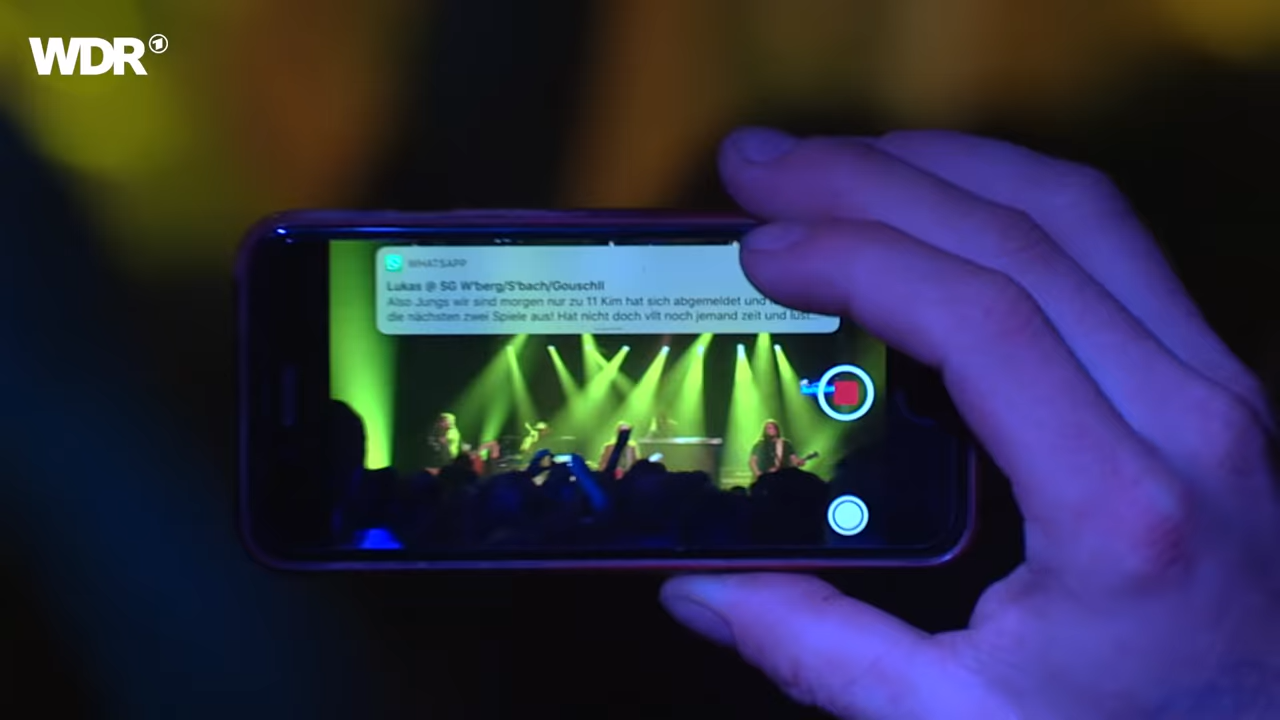 WDR
WHATSAPP
Lukas @ SG W'berg/S'bach/GouschII
Also Jungs wir sind morgen nur zu 11 Kim hat sich abgemeldet und
die nächsten zwei Spiele aus! Hat nicht doch vllt noch jemand zeit und lust...